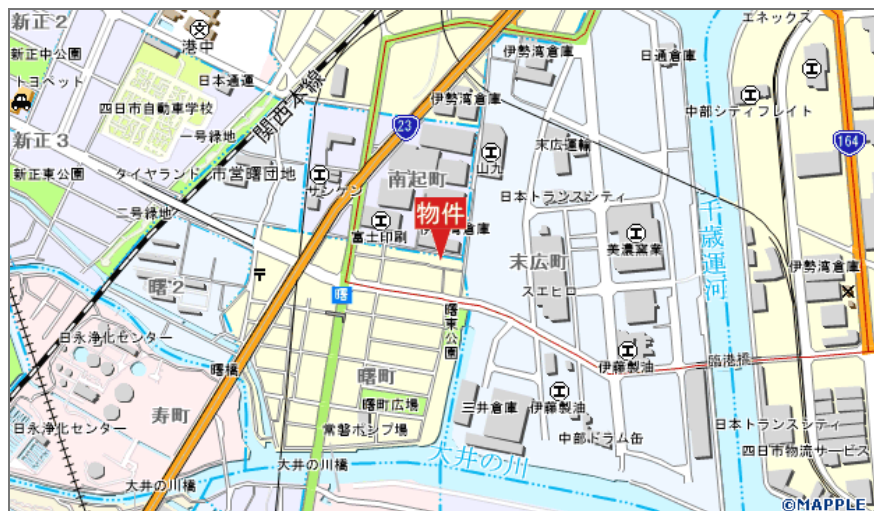 新正2
港中
エネックス
伊勢湾倉庫
日通倉庫
新正中公園
トヨペット
日本通運
関西本線
伊勢湾倉庫
四日市自動車学校
中部シティフレイト
一号緑地
23
新正3
末広運輸
164
山九
新正東公園
タイヤランド
市営曙団地
サンケン
南起町
日本トランスシティ
千歳運河
二号緑地
物件
富士印刷
伊勢湾倉庫
美濃窯業
末広町
伊勢湾倉庫
曙2
曙
スエヒロ
曙東公園
日永浄化センター
伊藤製油
臨港橋
曙橋
曙町
寿町
曙町広場
三井倉庫
伊藤製油
日永浄化センター
常磐ポンプ場
中部ドラム缶
日本トランスシティ
大井の川
四日市物流サービス
大井の川橋
大井の川橋
©MAPPLE